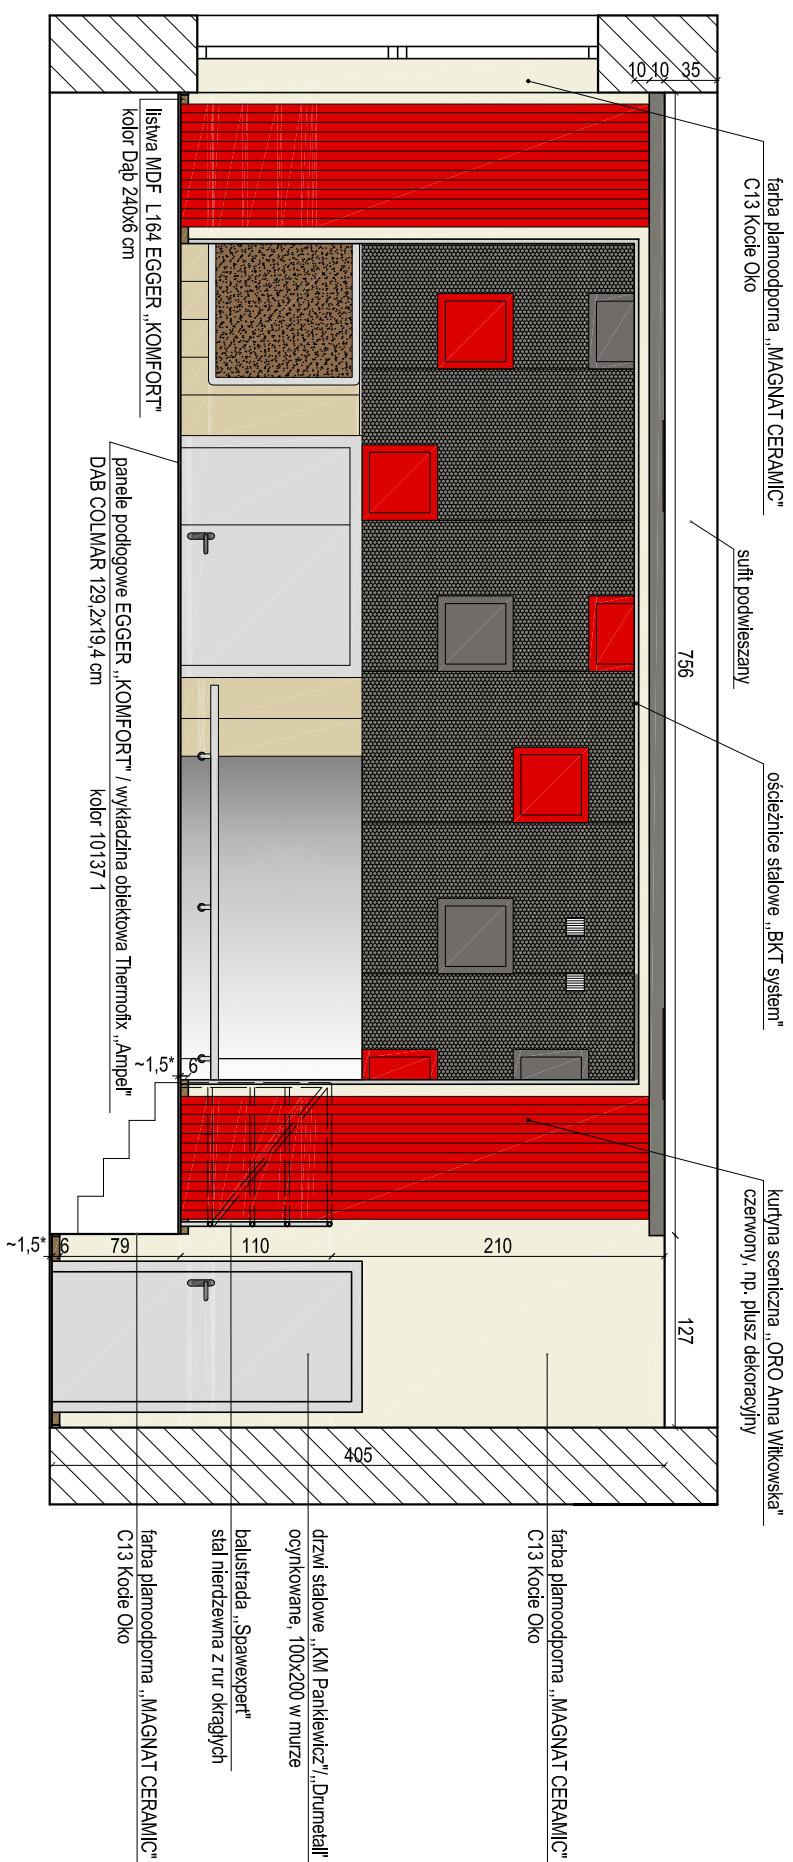 farba plamoodporna ,,MAGNAT CERAMIC"
C13 Kocie Oko
sufit podwieszany
ościeżnice stalowe ,,BKT system"
kurtyna sceniczna ,,ORO Anna Witkowska"
czerwony, np. plusz dekoracyjny
35
10
10
756
127
210
110
79
6
~1,5*
6
~1,5*
405
listwa MDF L164 EGGER ,,KOMFORT"
kolor Dąb 240x6 cm
panele podłogowe EGGER ,,KOMFORT" / wykładzina obiektowa Thermofix ,,Ampel"
DĄB COLMAR 129,2x19,4 cm
kolor 10137 1
farba plamoodporna ,,MAGNAT CERAMIC"
C13 Kocie Oko
drzwi stalowe ,,KM Pankiewicz"/,,Drumetall"
ocynkowane, 100x200 w murze
balustrada ,,Spawexpert"
stal nierdzewna z rur okrągłych
farba plamoodporna ,,MAGNAT CERAMIC"
C13 Kocie Oko